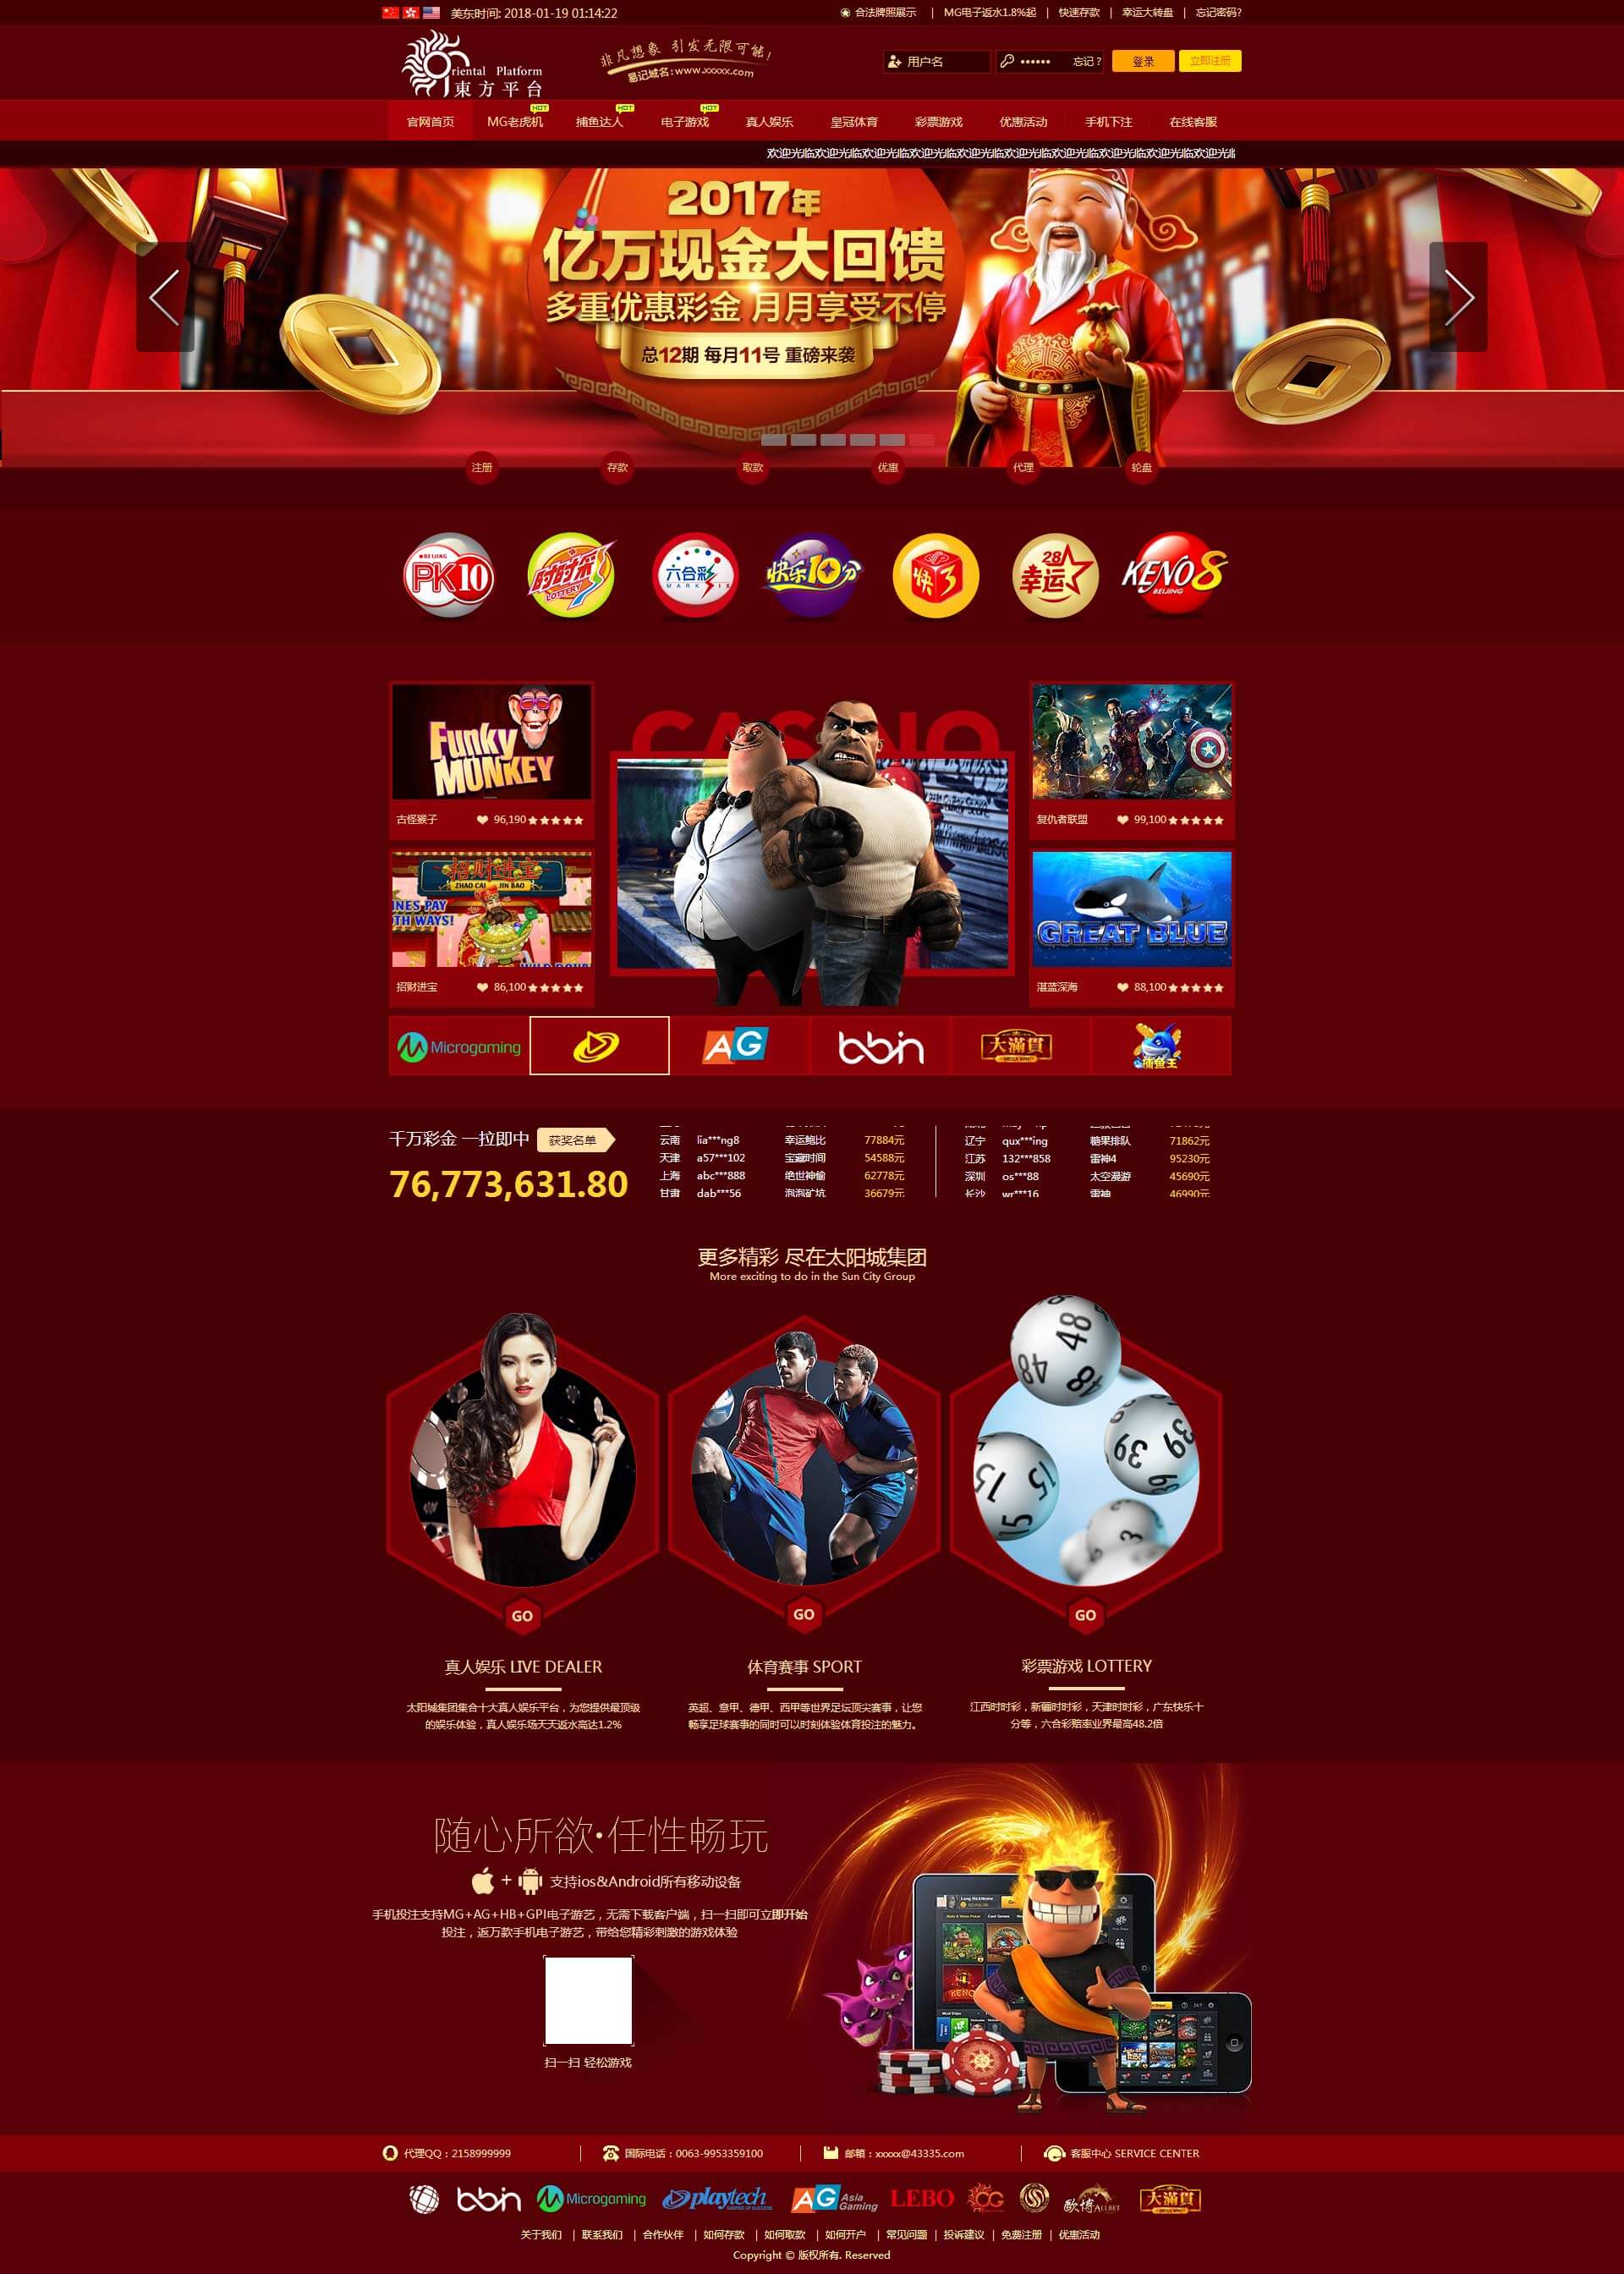 美东时间: 2018-01-19 01:14:22
合法牌照展示 | MG电子返水1.8%起 | 快速存款 | 幸运大转盘 | 忘记密码?
Oriental Platform
東方平台
非凡想象 引发无限可能!
易记域名:www.xxxxx.com
用户名
••••••
忘记 ?
登录
立即注册
官网首页
MG老虎机
HOT
捕鱼达人
HOT
电子游戏
HOT
真人娱乐
皇冠体育
彩票游戏
优惠活动
手机下注
在线客服
欢迎光临欢迎光临欢迎光临欢迎光临欢迎光临欢迎光临欢迎光临欢迎光临欢迎光临欢迎光临
2017年
亿万现金大回馈
多重优惠彩金 月月享受不停
总12期 每月11号 重磅来袭
注册
存款
取款
优惠
代理
轮盘
BEIJING
PK10
时时彩
LOTTERY
六合彩
MARK SIX
快乐10分
快3
28
幸运
KENO8
BEIJING
Funky
MONKEY
古怪猴子
96,190
CASINO
复仇者联盟
99,100
招财进宝
ZHAO CAI JIN BAO
招财进宝
86,100
GREAT BLUE
湛蓝深海
88,100
Microgaming
AG
bbin
大滿貫
捕鱼王
千万彩金 一拉即中
获奖名单
76,773,631.80
云南 lia***ng8 幸运鲍比 77884元
天津 a57***102 宝藏时间 54588元
上海 abc***888 绝世神偷 62778元
甘肃 dab***56 泡泡矿坑 36679元
辽宁 qux***ing 糖果排队 71862元
江苏 132***858 雷神4 95230元
深圳 os***88 太空漫游 45690元
长沙 wr***16 雷神 46990元
更多精彩 尽在太阳城集团
More exciting to do in the Sun City Group
GO
GO
GO
真人娱乐 LIVE DEALER
太阳城集团集合十大真人娱乐平台，为您提供最顶级
的娱乐体验，真人娱乐场天天返水高达1.2%
体育赛事 SPORT
英超、意甲、德甲、西甲等世界足坛顶尖赛事，让您
畅享足球赛事的同时可以时刻体验体育投注的魅力。
彩票游戏 LOTTERY
江西时时彩，新疆时时彩，天津时时彩，广东快乐十
分等，六合彩赔率业界最高48.2倍
随心所欲·任性畅玩
+ 支持ios&Android所有移动设备
手机投注支持MG+AG+HB+GPI电子游艺，无需下载客户端，扫一扫即可立即开始
投注，返万款手机电子游艺，带给您精彩刺激的游戏体验
扫一扫 轻松游戏
代理QQ：2158999999
国际电话：0063-9953359100
邮箱：xxxxx@43335.com
客服中心 SERVICE CENTER
bbin
Microgaming
playtech
AG Asia Gaming
LEBO
CG
歐博 ALLBET
大滿貫
关于我们 | 联系我们 | 合作伙伴 | 如何存款 | 如何取款 | 如何开户 | 常见问题 | 投诉建议 | 免费注册 | 优惠活动
Copyright © 版权所有. Reserved